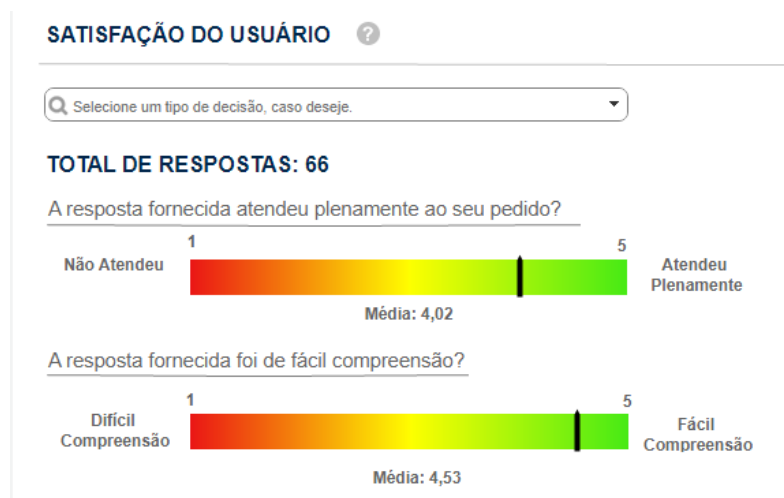 SATISFAÇÃO DO USUÁRIO ?
Selecione um tipo de decisão, caso deseje.
TOTAL DE RESPOSTAS: 66
A resposta fornecida atendeu plenamente ao seu pedido?
1 5
Não Atendeu
Atendeu
Plenamente
Média: 4,02
A resposta fornecida foi de fácil compreensão?
1 5
Difícil
Compreensão
Fácil
Compreensão
Média: 4,53